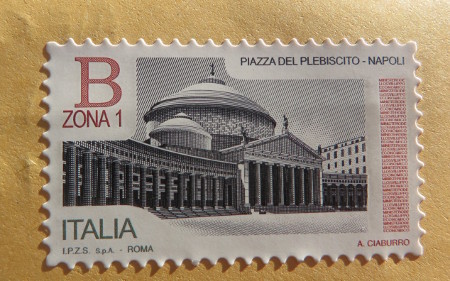 B
ZONA 1
PIAZZA DEL PLEBISCITO - NAPOLI
ITALIA
I.P.Z.S. S.p.A. - ROMA
A. CIABURRO